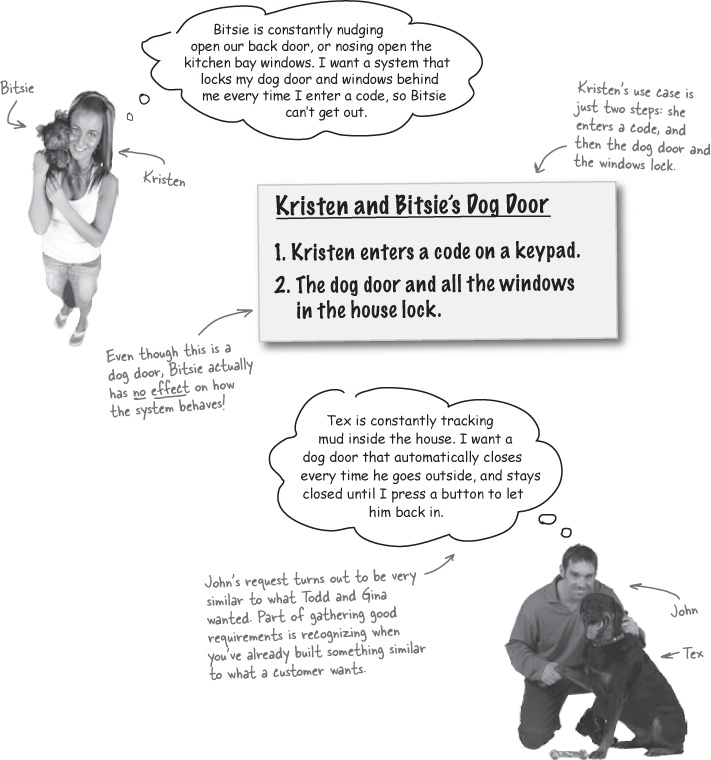 Bitsie is constantly nudging
open our back door, or nosing open the
kitchen bay windows. I want a system that
locks my dog door and windows behind
me every time I enter a code, so Bitsie
can't get out.
Bitsie
Kristen
Kristen's use case is
just two steps: she
enters a code, and
then the dog door and
the windows lock.
Kristen and Bitsie's Dog Door
1. Kristen enters a code on a keypad.
2. The dog door and all the windows
in the house lock.
Even though this is a
dog door, Bitsie actually
has no effect on how
the system behaves!
Tex is constantly tracking
mud inside the house. I want a
dog door that automatically closes
every time he goes outside, and stays
closed until I press a button to let
him back in.
John's request turns out to be very
similar to what Todd and Gina
wanted. Part of gathering good
requirements is recognizing when
you've already built something similar
to what a customer wants.
John
Tex